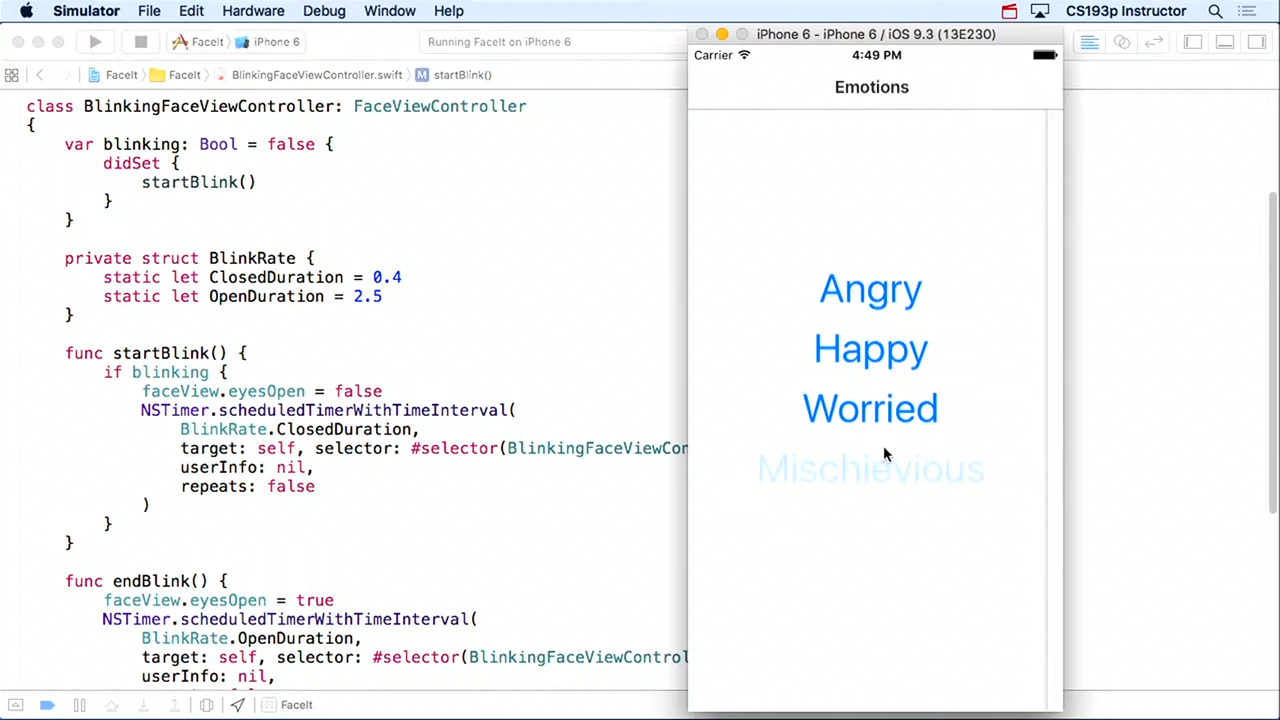 Simulator File Edit Hardware Debug Window Help CS193p Instructor
iPhone 6 - iPhone 6 / iOS 9.3 (13E230)
FaceIt iPhone 6 Running FaceIt on iPhone 6
Carrier 4:49 PM
FaceIt FaceIt BlinkingFaceViewController.swift M startBlink()
Emotions
class BlinkingFaceViewController: FaceViewController
{
var blinking: Bool = false {
didSet {
startBlink()
}
}
private struct BlinkRate {
static let ClosedDuration = 0.4
static let OpenDuration = 2.5
}
func startBlink() {
if blinking {
faceView.eyesOpen = false
NSTimer.scheduledTimerWithTimeInterval(
BlinkRate.ClosedDuration,
target: self, selector: #selector(BlinkingFaceViewCo
userInfo: nil,
repeats: false
)
}
}
func endBlink() {
faceView.eyesOpen = true
NSTimer.scheduledTimerWithTimeInterval(
BlinkRate.OpenDuration,
target: self, selector: #selector(BlinkingFaceViewControl
userInfo: nil,
Angry
Happy
Worried
Mischievious
FaceIt